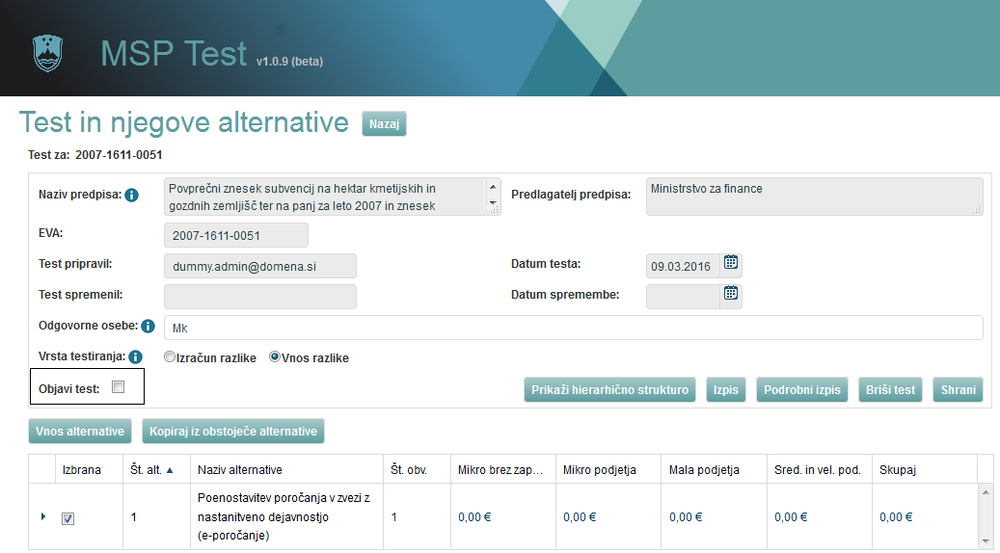 MSP Test v1.0.9 (beta)
Test in njegove alternative Nazaj
Test za: 2007-1611-0051
Naziv predpisa: Povprečni znesek subvencij na hektar kmetijskih in
gozdnih zemljišč ter na panj za leto 2007 in znesek
Predlagatelj predpisa: Ministrstvo za finance
EVA: 2007-1611-0051
Test pripravil: dummy.admin@domena.si Datum testa: 09.03.2016
Test spremenil: Datum spremembe:
Odgovorne osebe: Mk
Vrsta testiranja: Izračun razlike Vnos razlike
Objavi test: Prikaži hierarhično strukturo Izpis Podrobni izpis Briši test Shrani
Vnos alternative Kopiraj iz obstoječe alternative
Izbrana Št. alt. Naziv alternative Št. obv. Mikro brez zap... Mikro podjetja Mala podjetja Sred. in vel. pod. Skupaj
1 Poenostavitev poročanja v zvezi z
nastanitveno dejavnostjo
(e-poročanje)
1 0,00 € 0,00 € 0,00 € 0,00 € 0,00 €